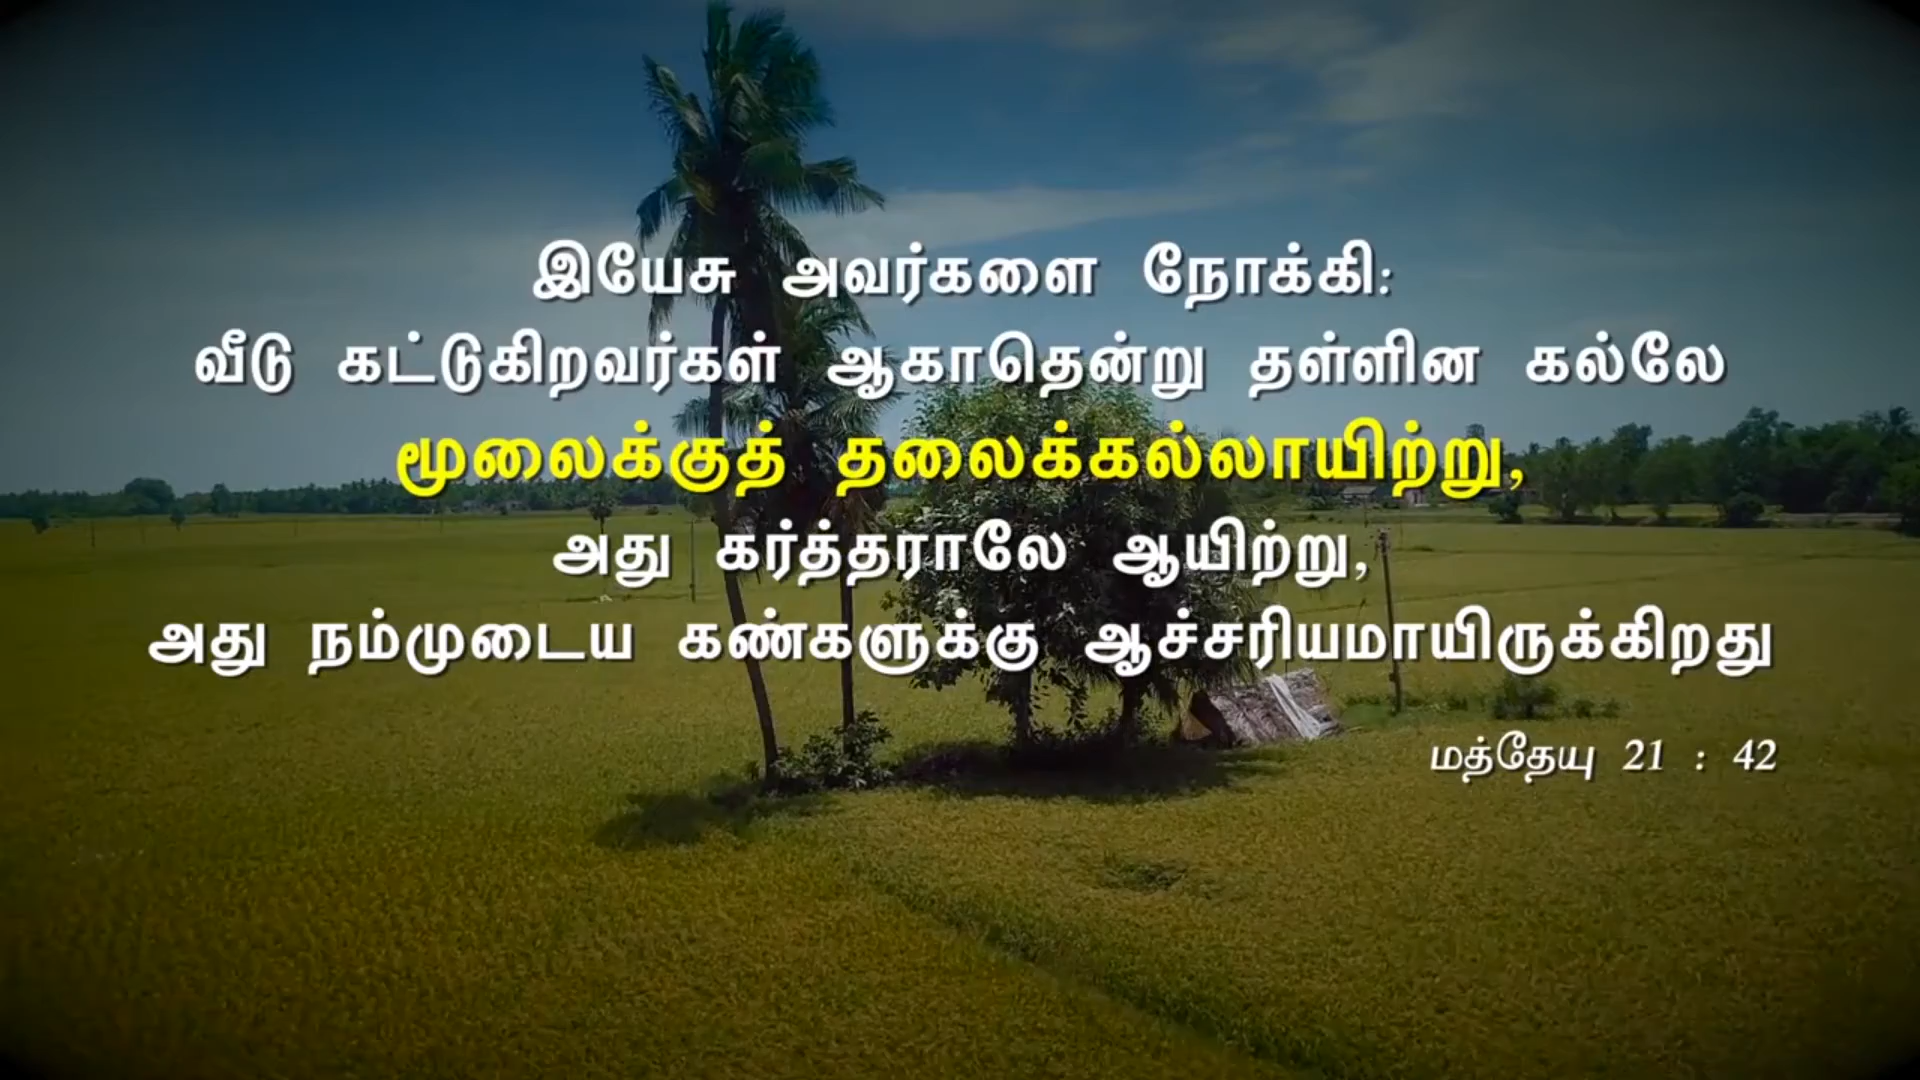 இயேசு அவர்களை நோக்கி:
வீடு கட்டுகிறவர்கள் ஆகாதென்று தள்ளின கல்லே
மூலைக்குத் தலைக்கல்லாயிற்று,
அது கர்த்தராலே ஆயிற்று,
அது நம்முடைய கண்களுக்கு ஆச்சரியமாயிருக்கிறது
மத்தேயு 21 : 42